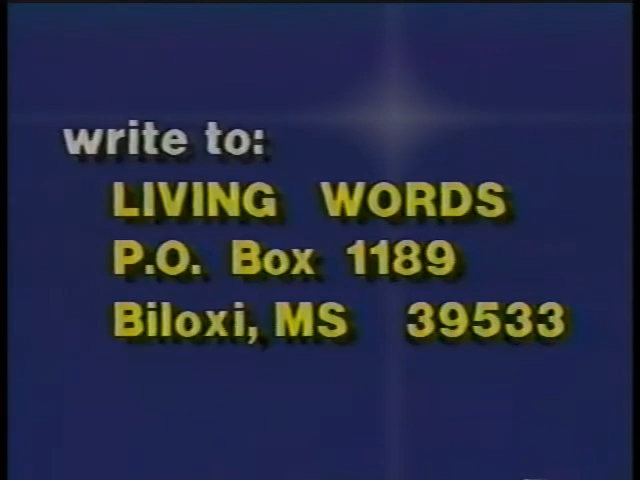 write to:
LIVING WORDS
P.O. Box 1189
Biloxi, MS 39533